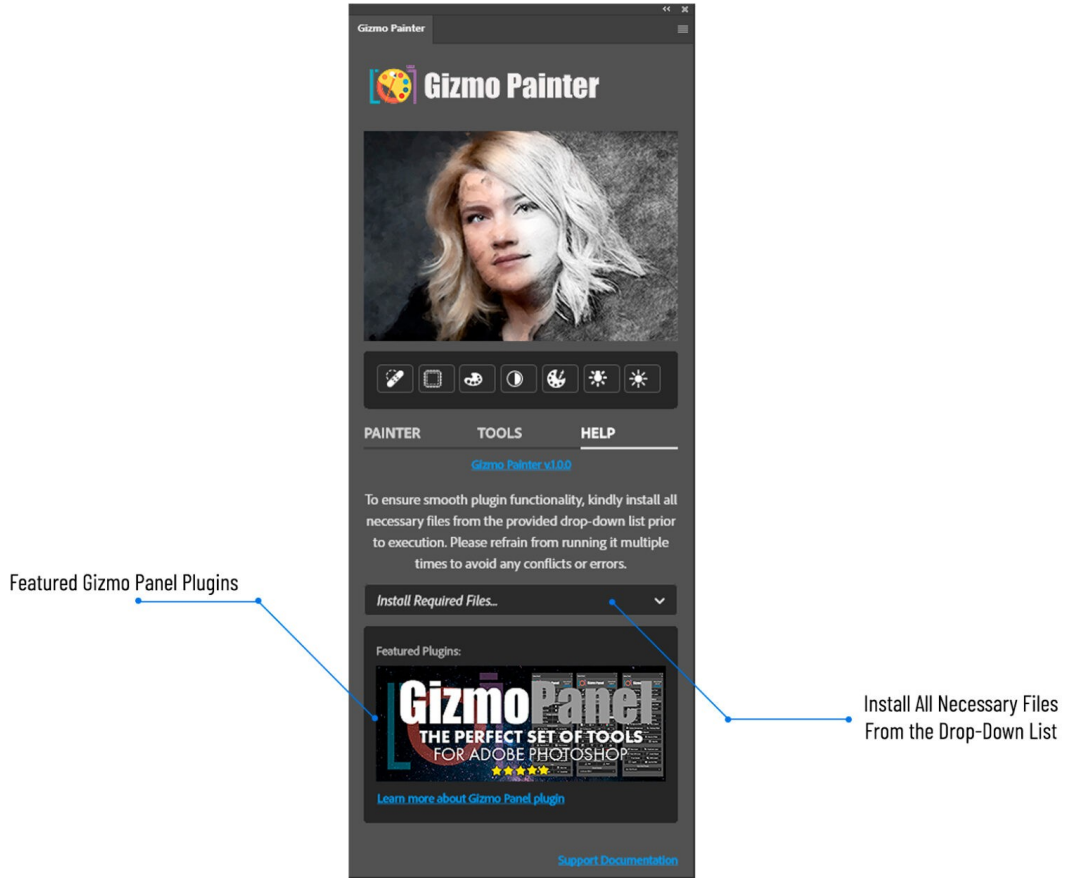 Gizmo Painter
Gizmo Painter
PAINTER
TOOLS
HELP
Gizmo Painter v.1.0.0
To ensure smooth plugin functionality, kindly install all
necessary files from the provided drop-down list prior
to execution. Please refrain from running it multiple
times to avoid any conflicts or errors.
Featured Gizmo Panel Plugins
Install Required Files...
Featured Plugins:
GizmoPanel
THE PERFECT SET OF TOOLS
FOR ADOBE PHOTOSHOP
Install All Necessary Files
From the Drop-Down List
Learn more about Gizmo Panel plugin
Support Documentation